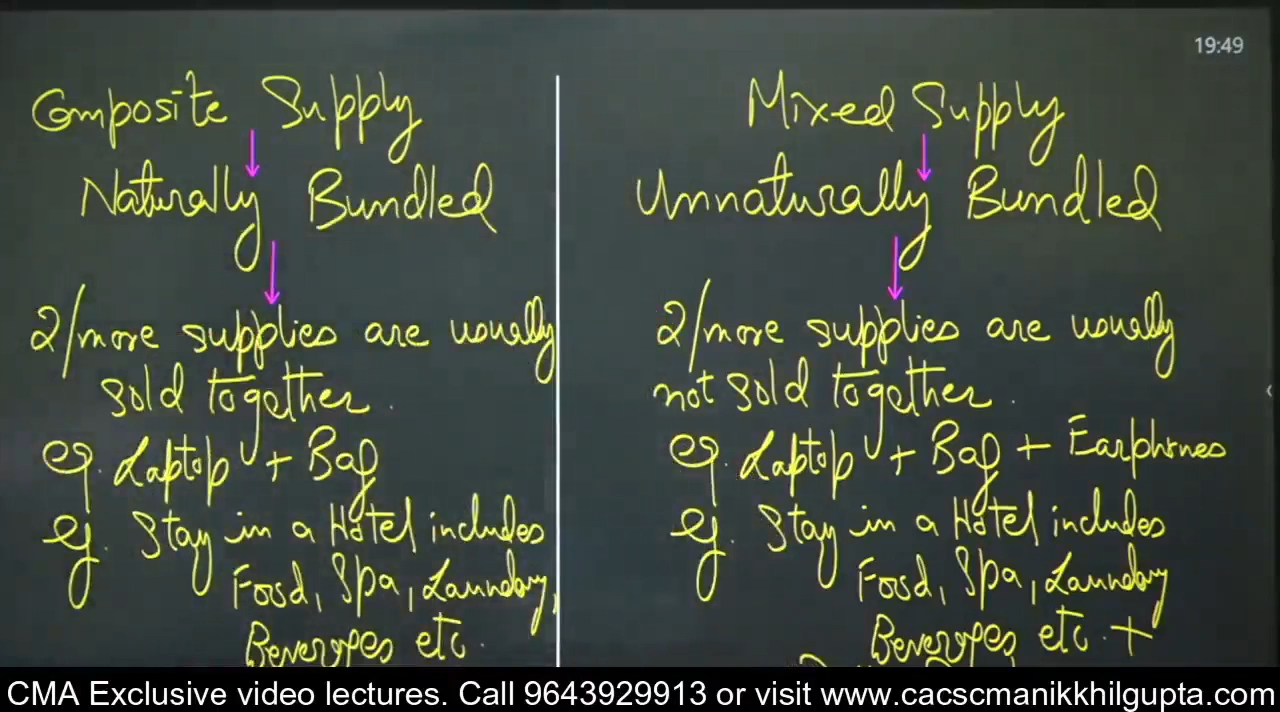 19:49
Composite Supply
Naturally Bundled
2/more supplies are usually
sold together.
eg. Laptop + Bag
eg. Stay in a Hotel includes
Food, Spa, Laundry,
Beverages etc.
Mixed Supply
Unnaturally Bundled
2/more supplies are usually
not sold together.
eg. Laptop + Bag + Earphones
eg. Stay in a Hotel includes
Food, Spa, Laundry
Beverages etc. +
CMA Exclusive video lectures. Call 9643929913 or visit www.cacscmanikkhilgupta.com